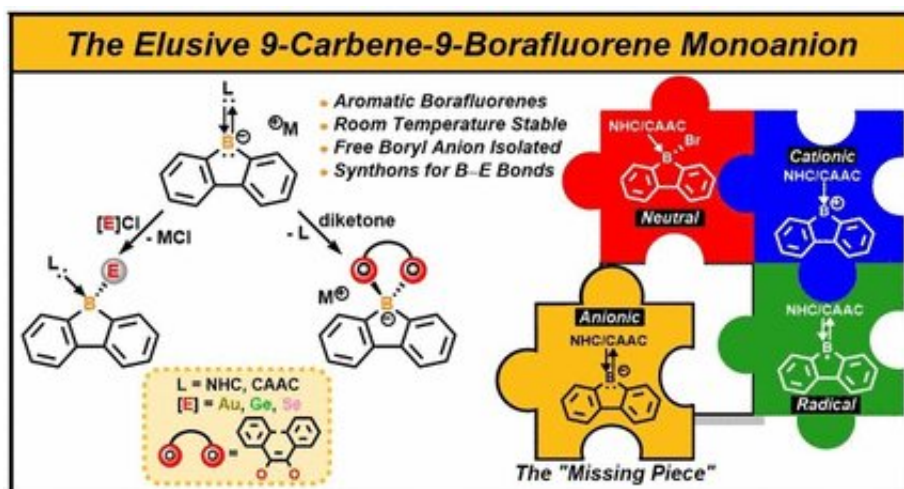 The Elusive 9-Carbene-9-Borafluorene Monoanion
L
B
⊖
⊕M
• Aromatic Borafluorenes
• Room Temperature Stable
• Free Boryl Anion Isolated
• Synthons for B–E Bonds
[E]Cl
- MCl
diketone
- L
L:
E
B
O
O
M⊕
B
⊖
L = NHC, CAAC
[E] = Au, Ge, Se
O
O
=
O
O
NHC/CAAC
B
Br
Neutral
Cationic
NHC/CAAC
B
⊕
Anionic
NHC/CAAC
B
⊖
NHC/CAAC
B
Radical
The "Missing Piece"